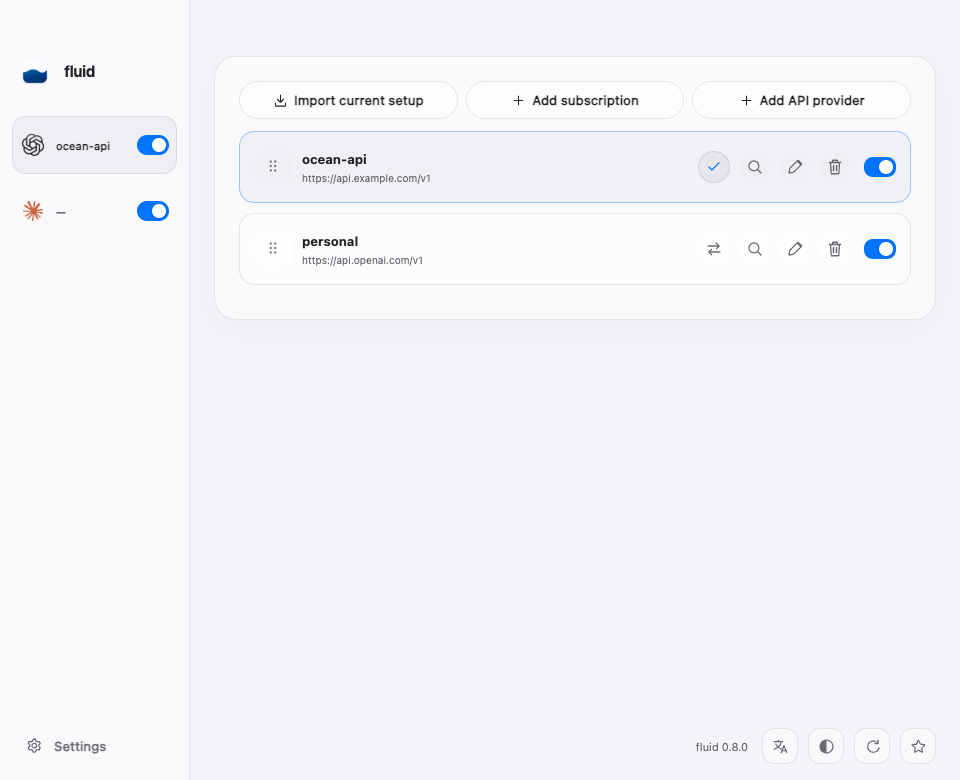 fluid
ocean-api
–
Settings
Import current setup
Add subscription
Add API provider
ocean-api
https://api.example.com/v1
personal
https://api.openai.com/v1
fluid 0.8.0